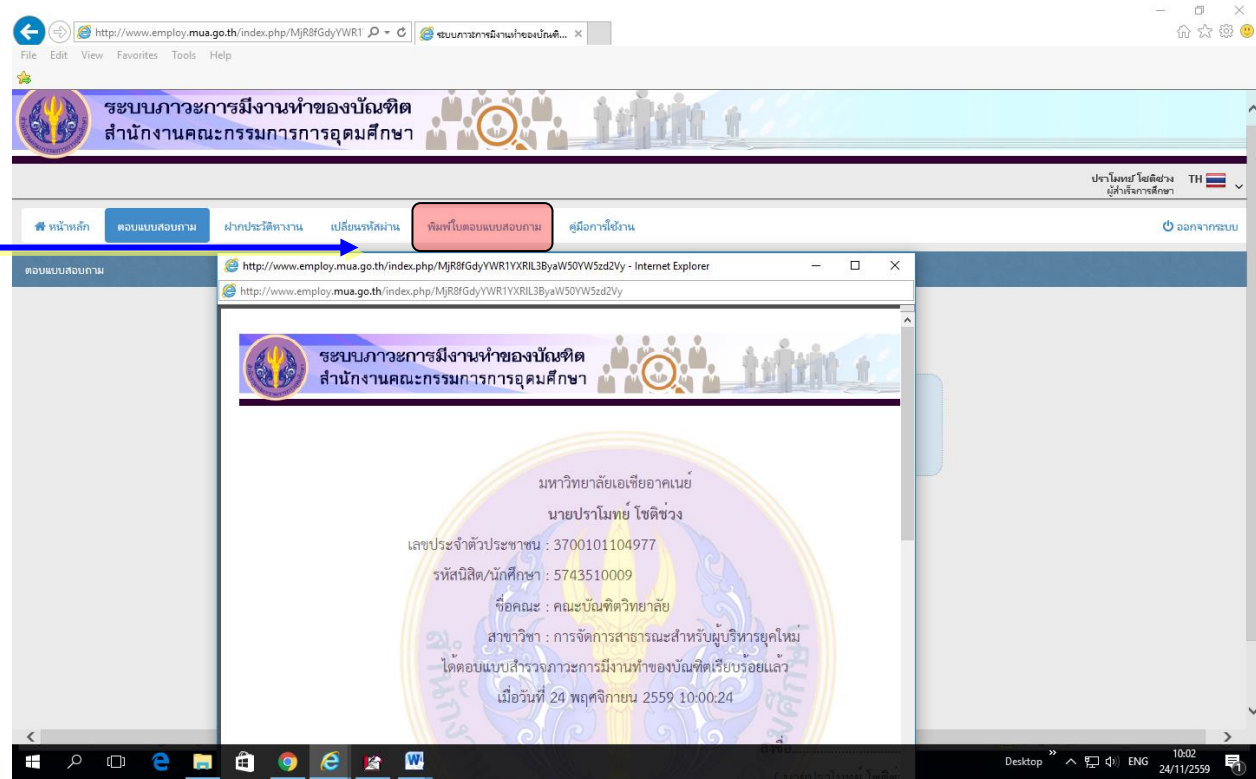 http://www.employ.mua.go.th/index.php/MjR8fGdyYWR1
ระบบภาวะการมีงานทำของบัณฑิต...
File Edit View Favorites Tools Help
ระบบภาวะการมีงานทำของบัณฑิต
สำนักงานคณะกรรมการการอุดมศึกษา
ปราโมทย์ โชติช่วง TH
ผู้สำเร็จการศึกษา
หน้าหลัก ตอบแบบสอบถาม ฝากประวัติหางาน เปลี่ยนรหัสผ่าน พิมพ์ใบตอบแบบสอบถาม คู่มือการใช้งาน ออกจากระบบ
ตอบแบบสอบถาม
http://www.employ.mua.go.th/index.php/MjR8fGdyYWR1YXRlL3ByaW50YW5zd2Vy - Internet Explorer
http://www.employ.mua.go.th/index.php/MjR8fGdyYWR1YXRlL3ByaW50YW5zd2Vy
ระบบภาวะการมีงานทำของบัณฑิต
สำนักงานคณะกรรมการการอุดมศึกษา
มหาวิทยาลัยเอเซียอาคเนย์
นายปราโมทย์ โชติช่วง
เลขประจำตัวประชาชน : 3700101104977
รหัสนิสิต/นักศึกษา : 5743510009
ชื่อคณะ : คณะบัณฑิตวิทยาลัย
สาขาวิชา : การจัดการสาธารณะสำหรับผู้บริหารยุคใหม่
ได้ตอบแบบสำรวจภาวะการมีงานทำของบัณฑิตเรียบร้อยแล้ว
เมื่อวันที่ 24 พฤศจิกายน 2559 10:00:24
Desktop ENG 10:02
24/11/2559